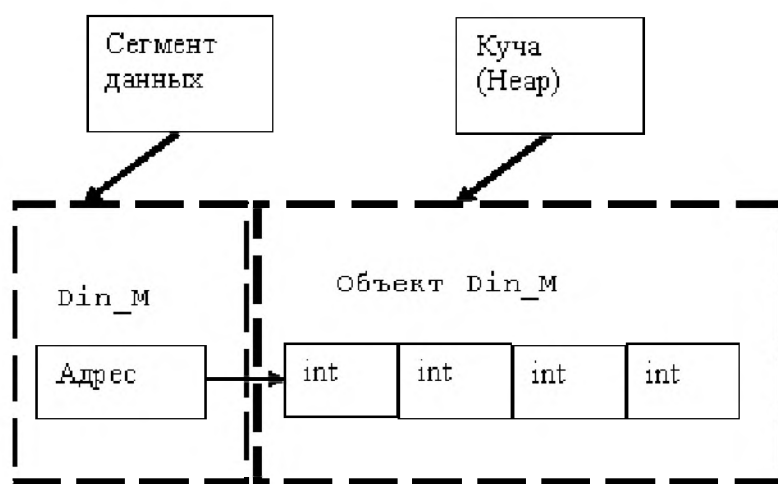 Сегмент
данных
Куча
(Heap)
Din_M
Объект Din_M
Адрес
int
int
int
int